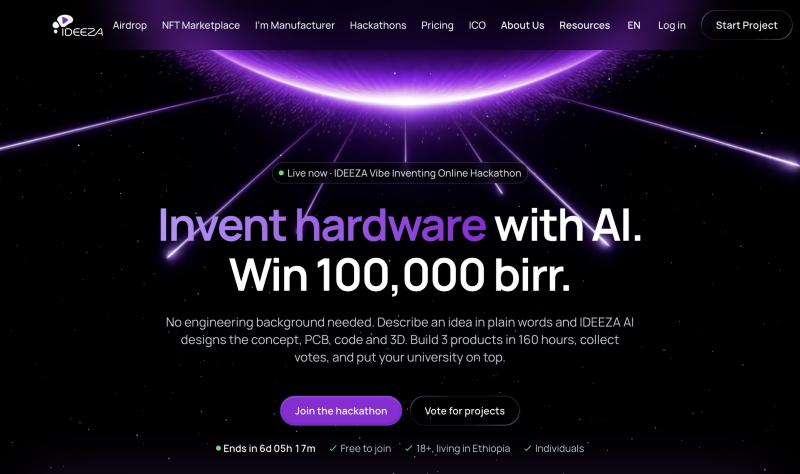 IDEEZA Airdrop NFT Marketplace I'm Manufacturer Hackathons Pricing ICO About Us Resources EN Log in Start Project
Live now · IDEEZA Vibe Inventing Online Hackathon
Invent hardware with AI.
Win 100,000 birr.
No engineering background needed. Describe an idea in plain words and IDEEZA AI
designs the concept, PCB, code and 3D. Build 3 products in 160 hours, collect
votes, and put your university on top.
Join the hackathon Vote for projects
Ends in 6d 05h 17m ✓ Free to join ✓ 18+, living in Ethiopia ✓ Individuals